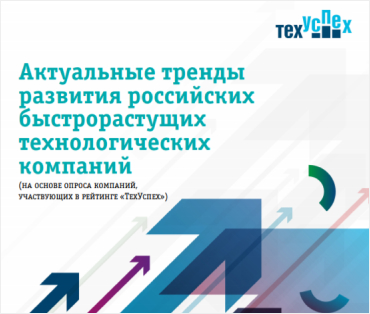 техуспех
Актуальные тренды
развития российских
быстрорастущих
технологических
компаний
(на основе опроса компаний,
участвующих в рейтинге «ТехУспех»)